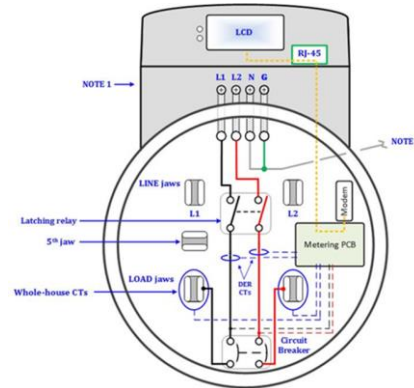 LCD
RJ-45
L1 L2 N G
NOTE 1
NOTE
LINE jaws
L1
L2
Modem
Latching relay
5th jaw
Metering PCB
LOAD jaws
DER
CTs
Whole-house CTs
Circuit
Breaker